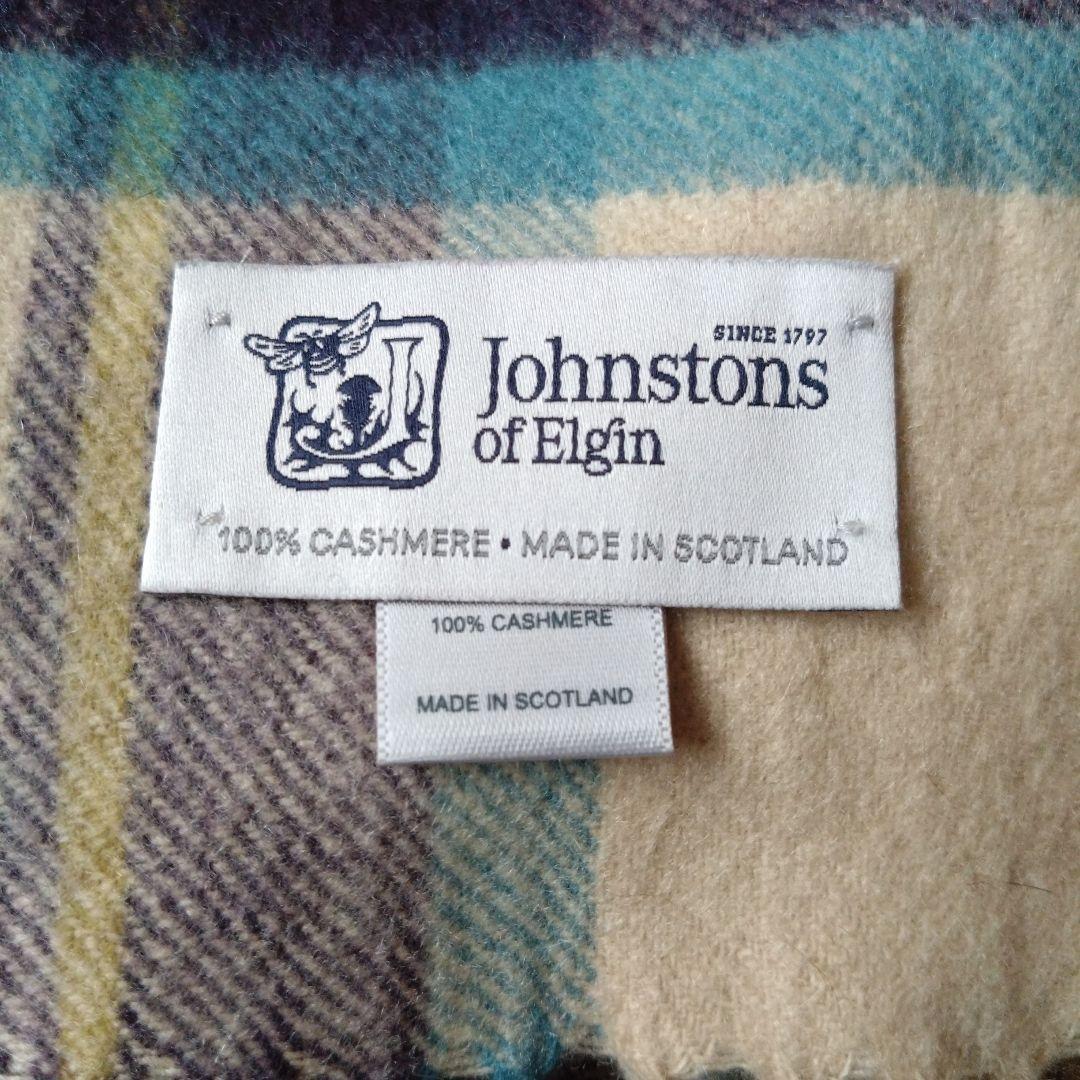 SINCE 1797
Johnstons
of Elgin
100% CASHMERE • MADE IN SCOTLAND
100% CASHMERE
MADE IN SCOTLAND